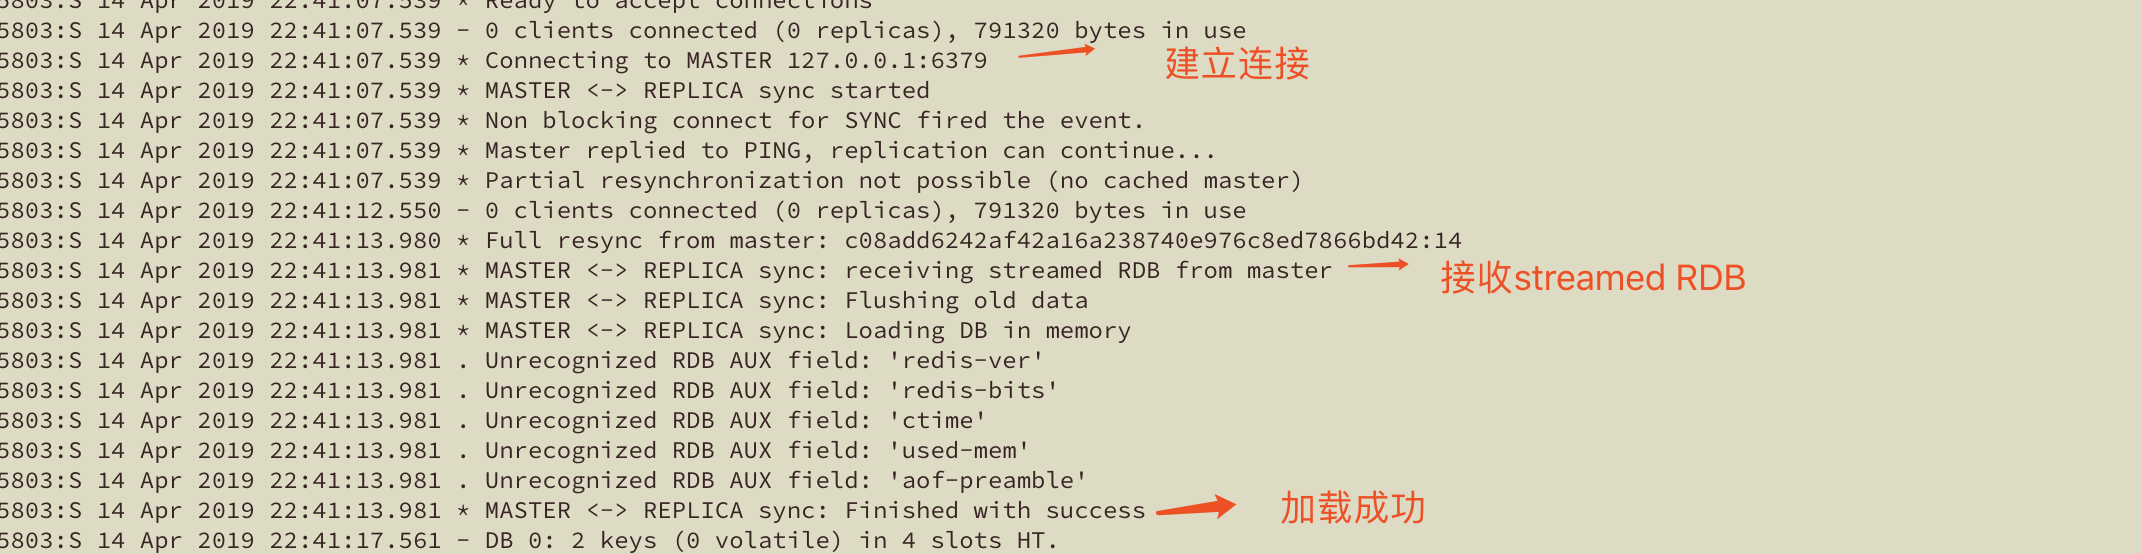 5803:S 14 Apr 2019 22:41:07.539 * Ready to accept connections
5803:S 14 Apr 2019 22:41:07.539 - 0 clients connected (0 replicas), 791320 bytes in use
5803:S 14 Apr 2019 22:41:07.539 * Connecting to MASTER 127.0.0.1:6379 建立连接
5803:S 14 Apr 2019 22:41:07.539 * MASTER <-> REPLICA sync started
5803:S 14 Apr 2019 22:41:07.539 * Non blocking connect for SYNC fired the event.
5803:S 14 Apr 2019 22:41:07.539 * Master replied to PING, replication can continue...
5803:S 14 Apr 2019 22:41:07.539 * Partial resynchronization not possible (no cached master)
5803:S 14 Apr 2019 22:41:12.550 - 0 clients connected (0 replicas), 791320 bytes in use
5803:S 14 Apr 2019 22:41:13.980 * Full resync from master: c08add6242af42a16a238740e976c8ed7866bd42:14
5803:S 14 Apr 2019 22:41:13.981 * MASTER <-> REPLICA sync: receiving streamed RDB from master 接收streamed RDB
5803:S 14 Apr 2019 22:41:13.981 * MASTER <-> REPLICA sync: Flushing old data
5803:S 14 Apr 2019 22:41:13.981 * MASTER <-> REPLICA sync: Loading DB in memory
5803:S 14 Apr 2019 22:41:13.981 . Unrecognized RDB AUX field: 'redis-ver'
5803:S 14 Apr 2019 22:41:13.981 . Unrecognized RDB AUX field: 'redis-bits'
5803:S 14 Apr 2019 22:41:13.981 . Unrecognized RDB AUX field: 'ctime'
5803:S 14 Apr 2019 22:41:13.981 . Unrecognized RDB AUX field: 'used-mem'
5803:S 14 Apr 2019 22:41:13.981 . Unrecognized RDB AUX field: 'aof-preamble'
5803:S 14 Apr 2019 22:41:13.981 * MASTER <-> REPLICA sync: Finished with success 加载成功
5803:S 14 Apr 2019 22:41:17.561 - DB 0: 2 keys (0 volatile) in 4 slots HT.